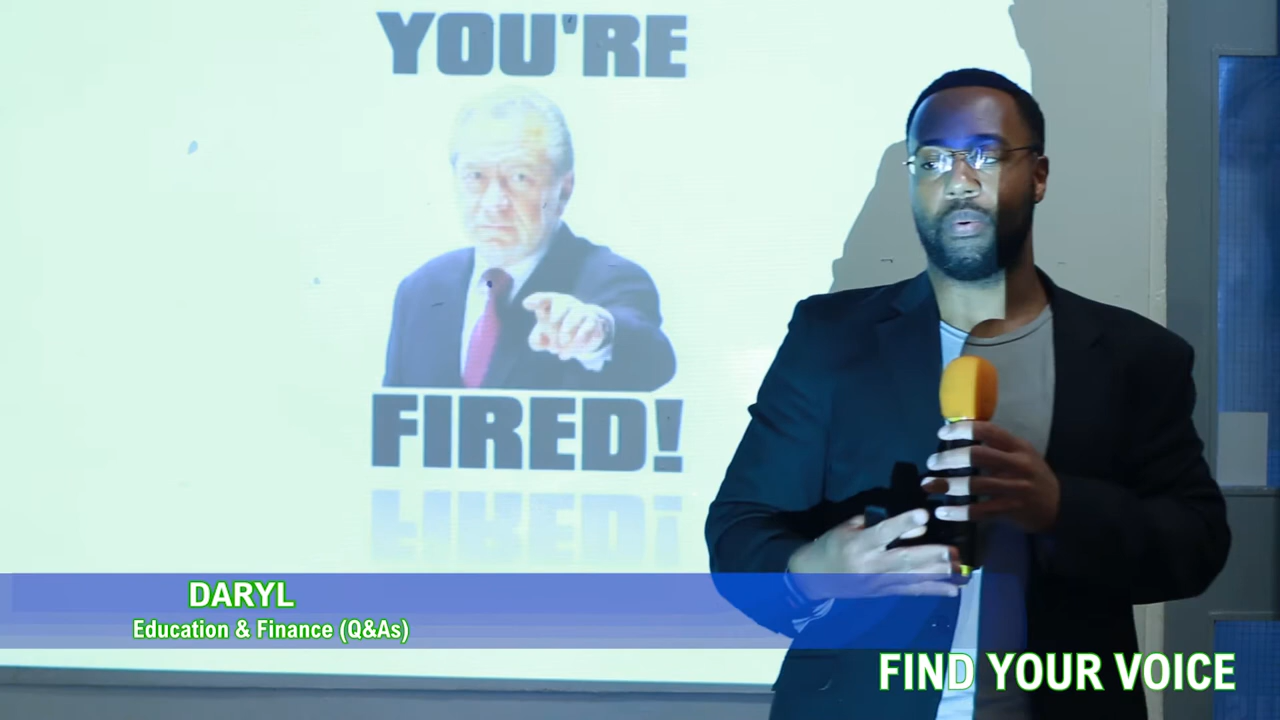 YOU'RE
FIRED!
DARYL
Education & Finance (Q&As)
FIND YOUR VOICE